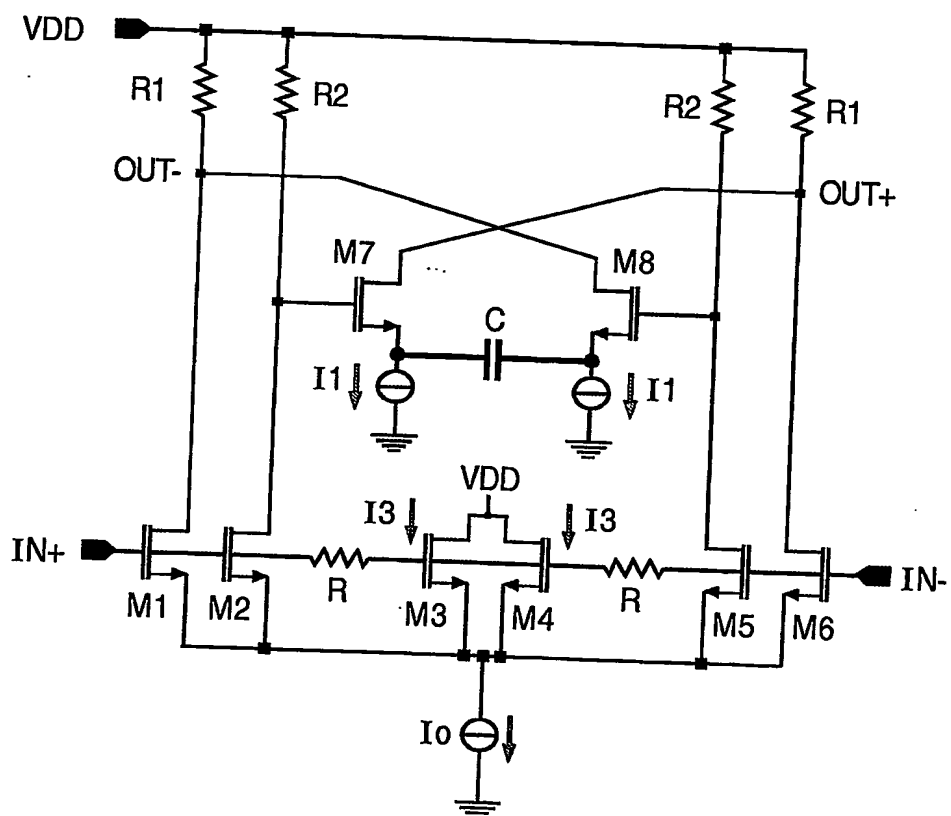 VDD
R1
R2
R2
R1
OUT-
OUT+
M7
M8
C
I1
I1
VDD
I3
I3
IN+
IN-
R
R
M1
M2
M3
M4
M5
M6
Io